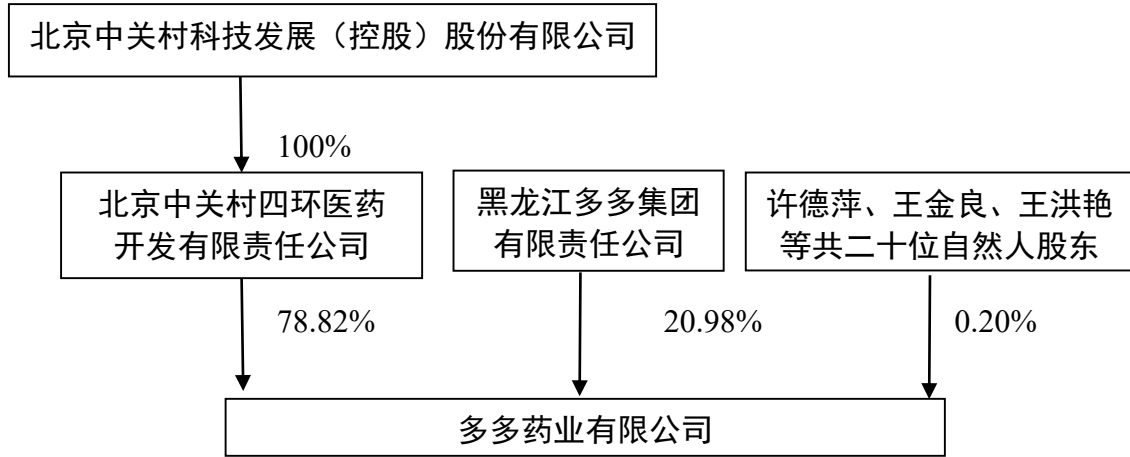 北京中关村科技发展（控股）股份有限公司
100%
北京中关村四环医药
开发有限责任公司
黑龙江多多集团
有限责任公司
许德萍、王金良、王洪艳
等共二十位自然人股东
78.82%
20.98%
0.20%
多多药业有限公司